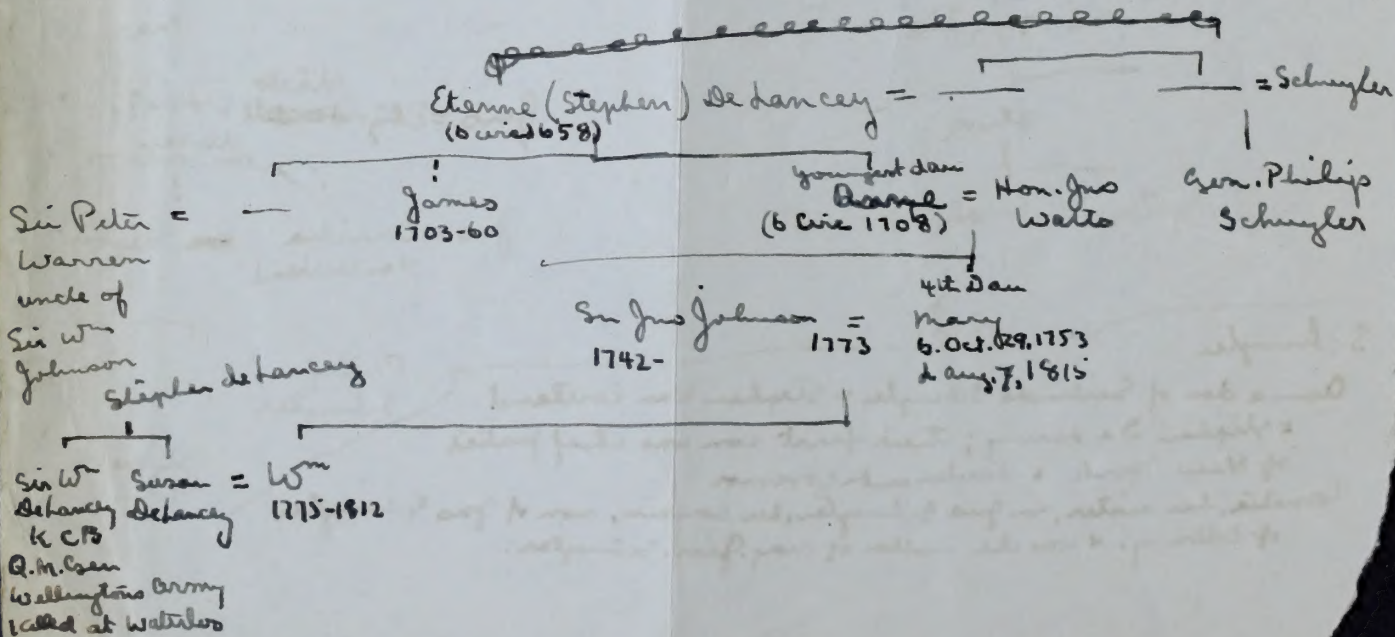 Etienne (Stephen) De Lancey = — — = Schuyler
(b circ 1658)
Sir Peter = —
Warren
uncle of
Sir Wm
Johnson
James
1703-60
youngest dau
= Hon. Jno
(b circ 1708) Watts
Gen. Philip
Schuyler
Sir Jno Johnson = Mary
1742- 1773
4th Dau
b. Oct. 29, 1753
d Aug. 7, 1815
Stephen de Lancey
Sir Wm
DeLancey
K C B
Q.M.Gen
Wellingtons Army
killed at Waterloo
Susan = Wm
DeLancey 1775-1812